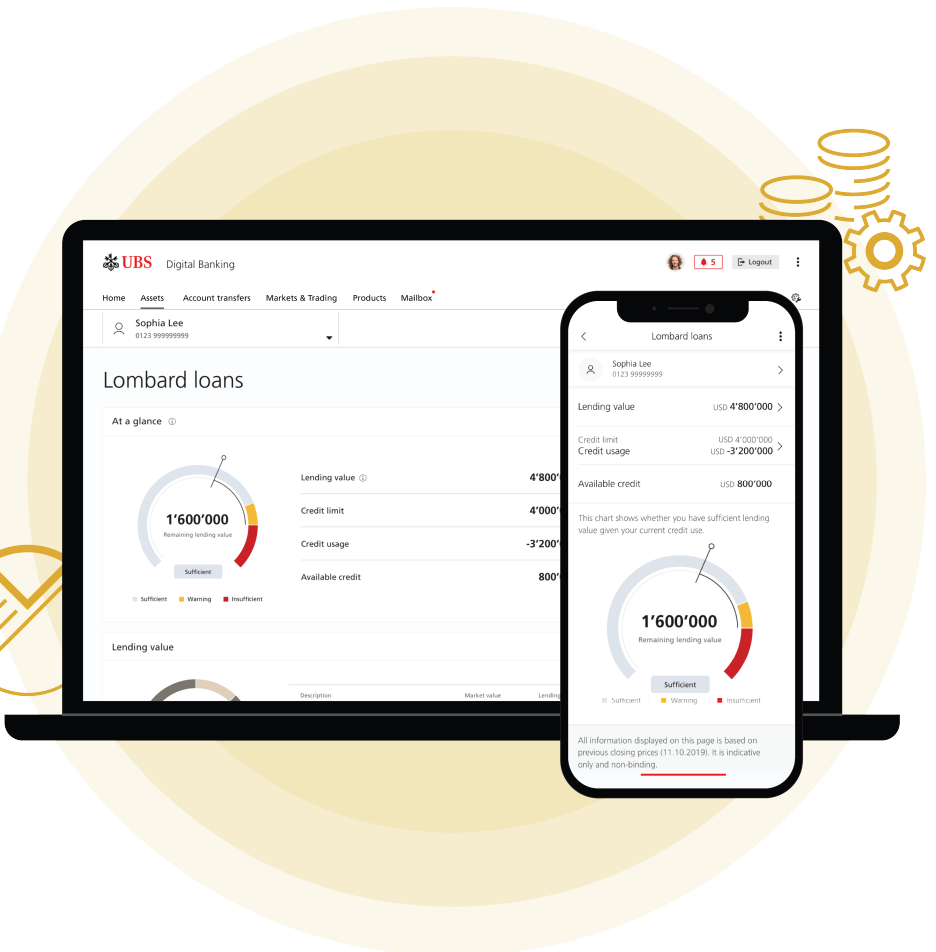 UBS Digital Banking
5
Logout
Home Assets Account transfers Markets & Trading Products Mailbox
Sophia Lee
0123 999999999
Lombard loans
At a glance
1'600'000
Remaining lending value
Sufficient
Sufficient Warning Insufficient
Lending value 4'800'
Credit limit 4'000'
Credit usage -3'200'
Available credit 800'
Lending value
Description Market value Lending
Lombard loans
Sophia Lee
0123 99999999
Lending value USD 4'800'000
Credit limit USD 4'000'000
Credit usage USD -3'200'000
Available credit USD 800'000
This chart shows whether you have sufficient lending
value given your current credit use.
1'600'000
Remaining lending value
Sufficient
Sufficient Warning Insufficient
All information displayed on this page is based on
previous closing prices (11.10.2019). It is indicative
only and non-binding.